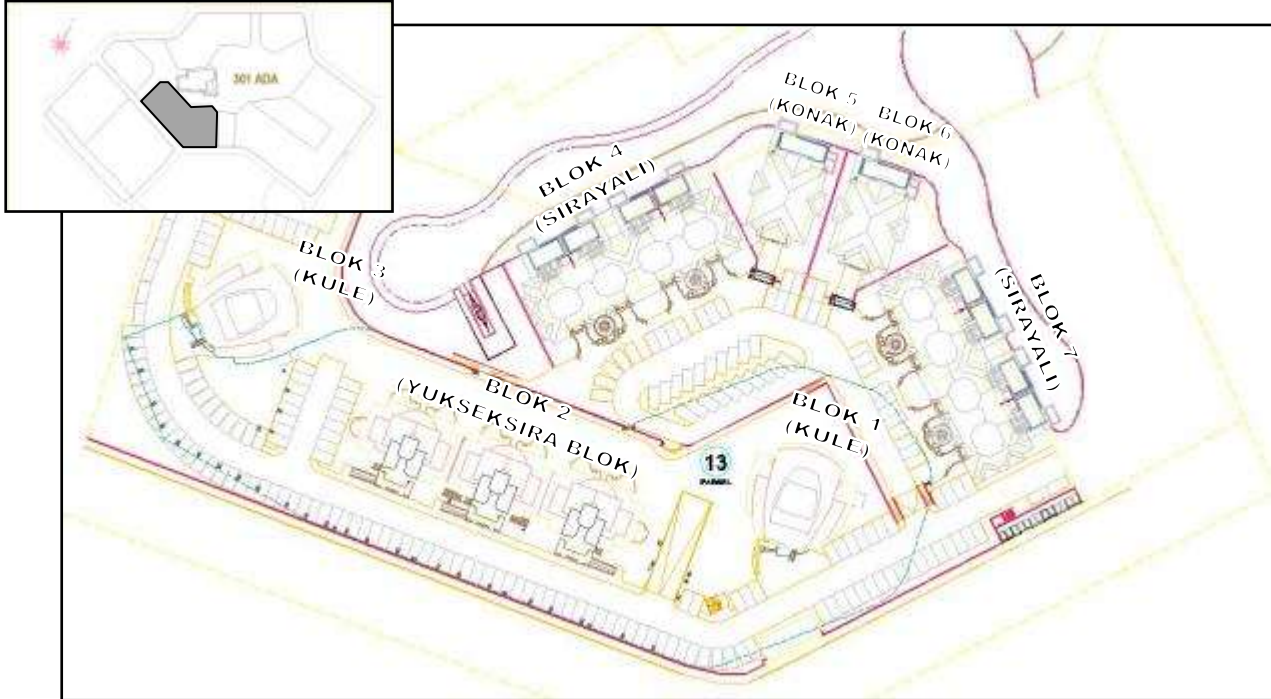 301 ADA
BLOK 5
(KONAK)
BLOK 6
(KONAK)
BLOK 4
(SIRAYALI)
BLOK 3
(KULE)
BLOK 7
(SIRAYALI)
BLOK 2
(YUKSEKSIRA BLOK)
BLOK 1
(KULE)
13
PARSEL